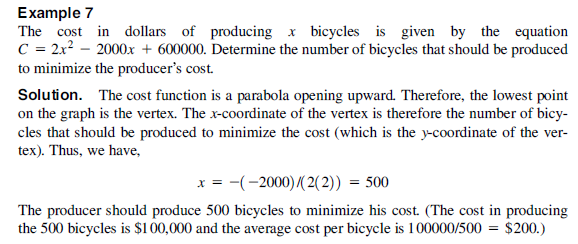 Example 7
The cost in dollars of producing x bicycles is given by the equation
C = 2x² − 2000x + 600000. Determine the number of bicycles that should be produced
to minimize the producer's cost.
Solution. The cost function is a parabola opening upward. Therefore, the lowest point
on the graph is the vertex. The x-coordinate of the vertex is therefore the number of bicy-
cles that should be produced to minimize the cost (which is the y-coordinate of the ver-
tex). Thus, we have,
x = −(−2000)/(2(2)) = 500
The producer should produce 500 bicycles to minimize his cost. (The cost in producing
the 500 bicycles is $100,000 and the average cost per bicycle is 100000/500 = $200.)